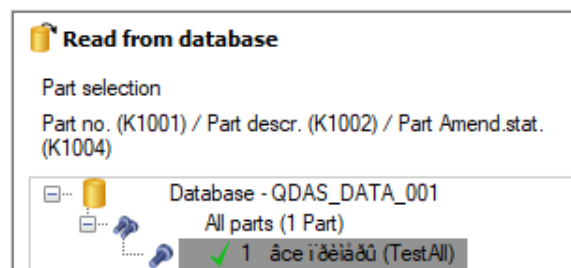 Read from database
Part selection
Part no. (K1001) / Part descr. (K1002) / Part Amend.stat.
(K1004)
Database - QDAS_DATA_001
All parts (1 Part)
1 âce ïðèìåðû (TestAll)